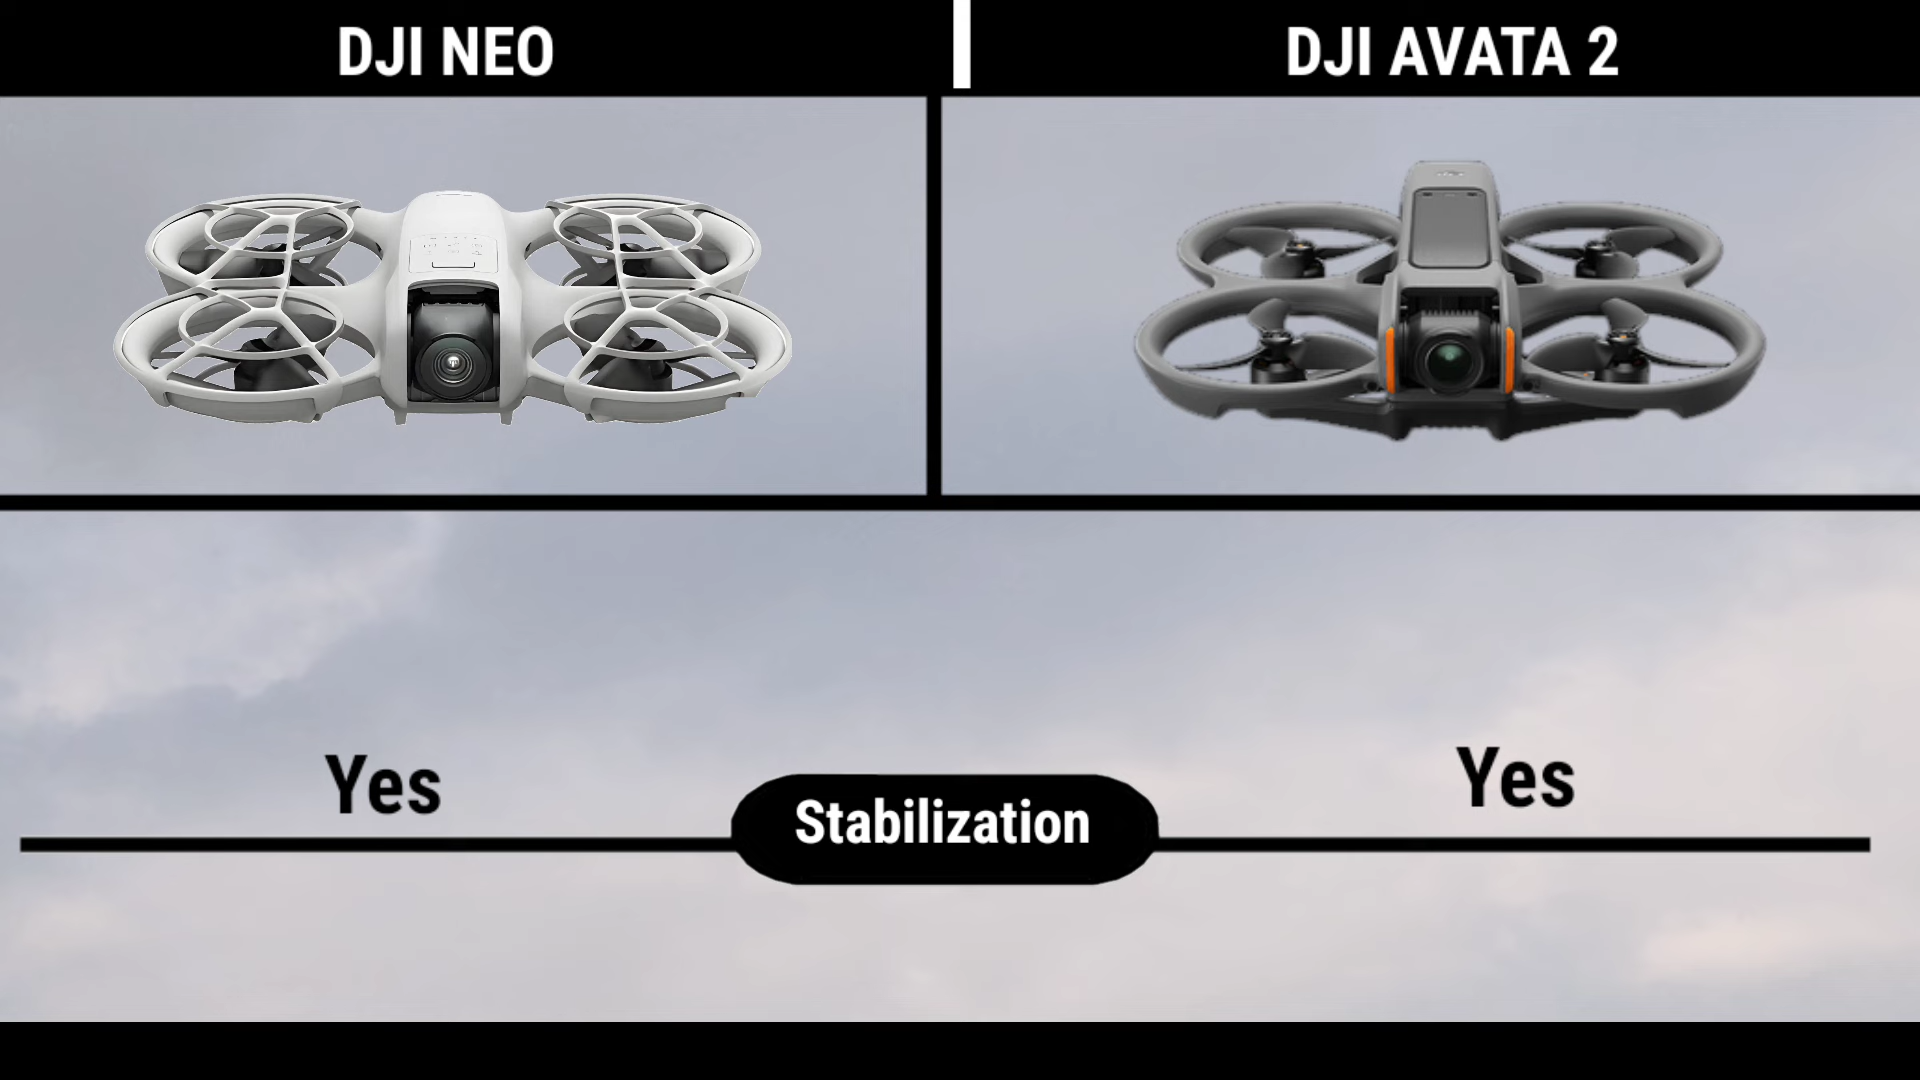 DJI NEO
DJI AVATA 2
Yes
Stabilization
Yes